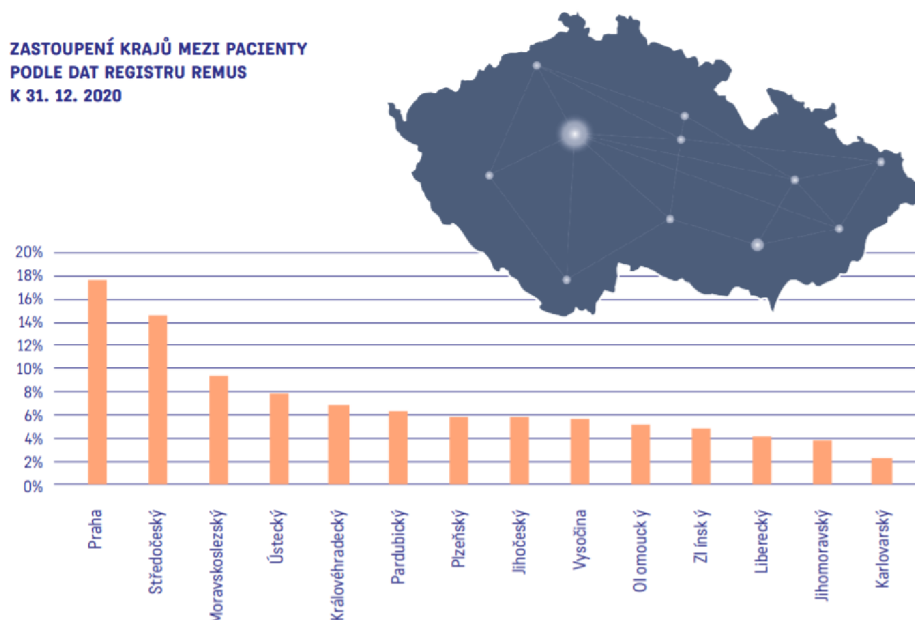 ZASTOUPENÍ KRAJŮ MEZI PACIENTY
PODLE DAT REGISTRU REMUS
K 31. 12. 2020
20%
18%
16%
14%
12%
10%
8%
6%
4%
2%
0%
Praha
Středočeský
Moravskoslezský
Ústecký
Královéhradecký
Pardubický
Plzeňský
Jihočeský
Vysočina
Ol omouck ý
Zl ínsk ý
Liberecký
Jihomoravský
Karlovarský